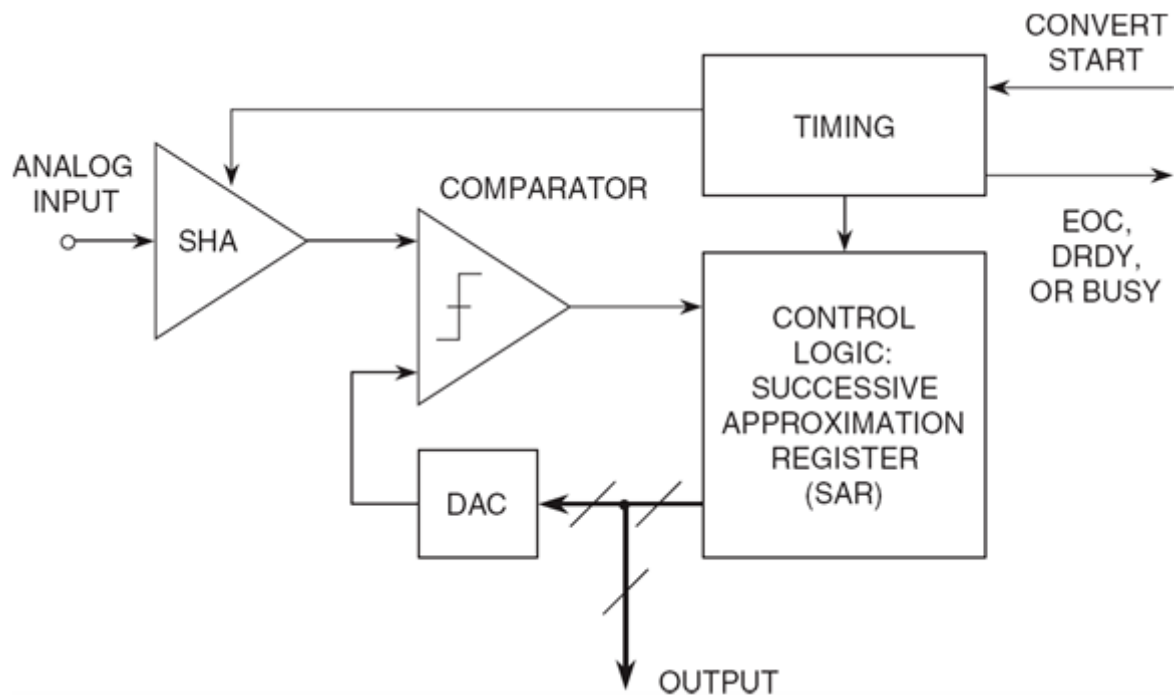 CONVERT
START
TIMING
ANALOG
INPUT
COMPARATOR
SHA
EOC,
DRDY,
OR BUSY
CONTROL
LOGIC:
SUCCESSIVE
APPROXIMATION
REGISTER
(SAR)
DAC
OUTPUT